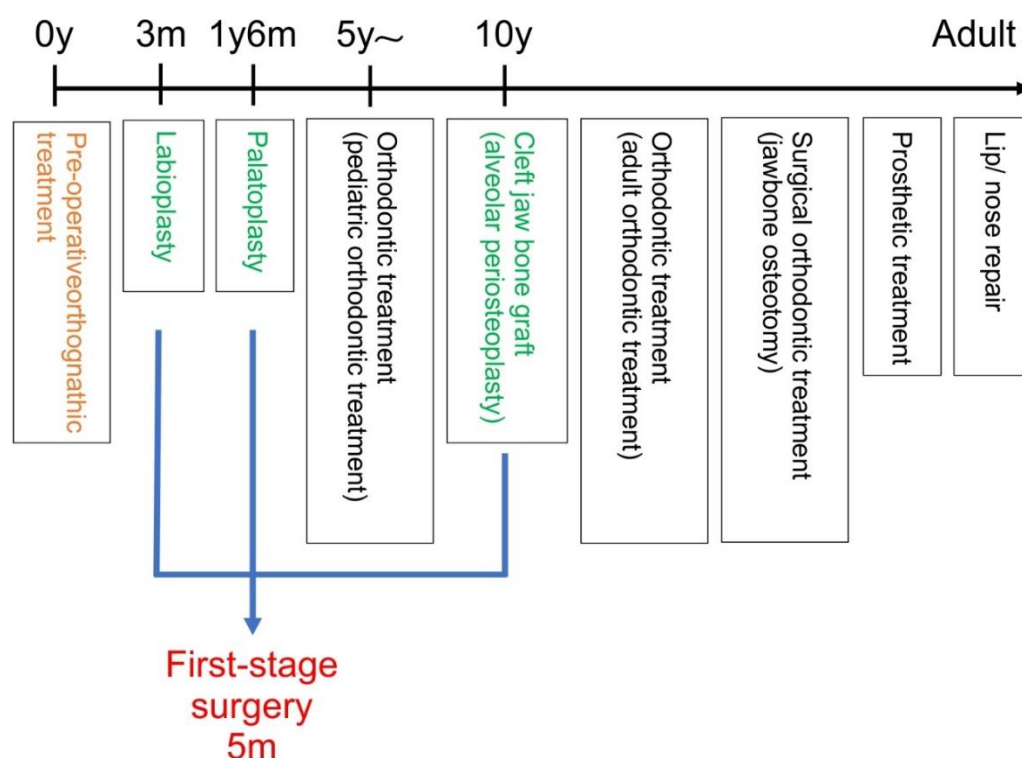 0y
3m
1y6m
5y～
10y
Adult
Pre-operativeorthognathic
treatment
Labioplasty
Palatoplasty
Orthodontic treatment
(pediatric orthodontic treatment)
Cleft jaw bone graft
(alveolar periosteoplasty)
Orthodontic treatment
(adult orthodontic treatment)
Surgical orthodontic treatment
(jawbone osteotomy)
Prosthetic treatment
Lip/ nose repair
First-stage
surgery
5m